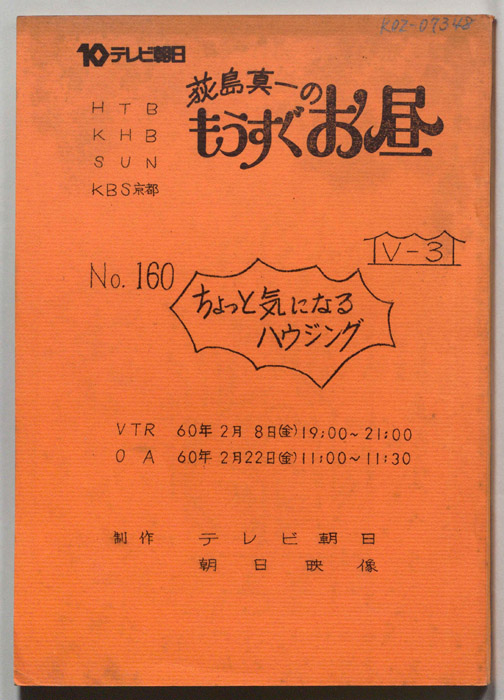 K02-07348
10テレビ朝日
荻島真一の
もうすぐお昼
HTB
KHB
SUN
KBS京都
V-3
No. 160
ちょっと気になる
ハウジング
VTR 60年2月8日(金)19:00~21:00
OA 60年2月22日(金)11:00~11:30
制作 テレビ朝日
朝日映像